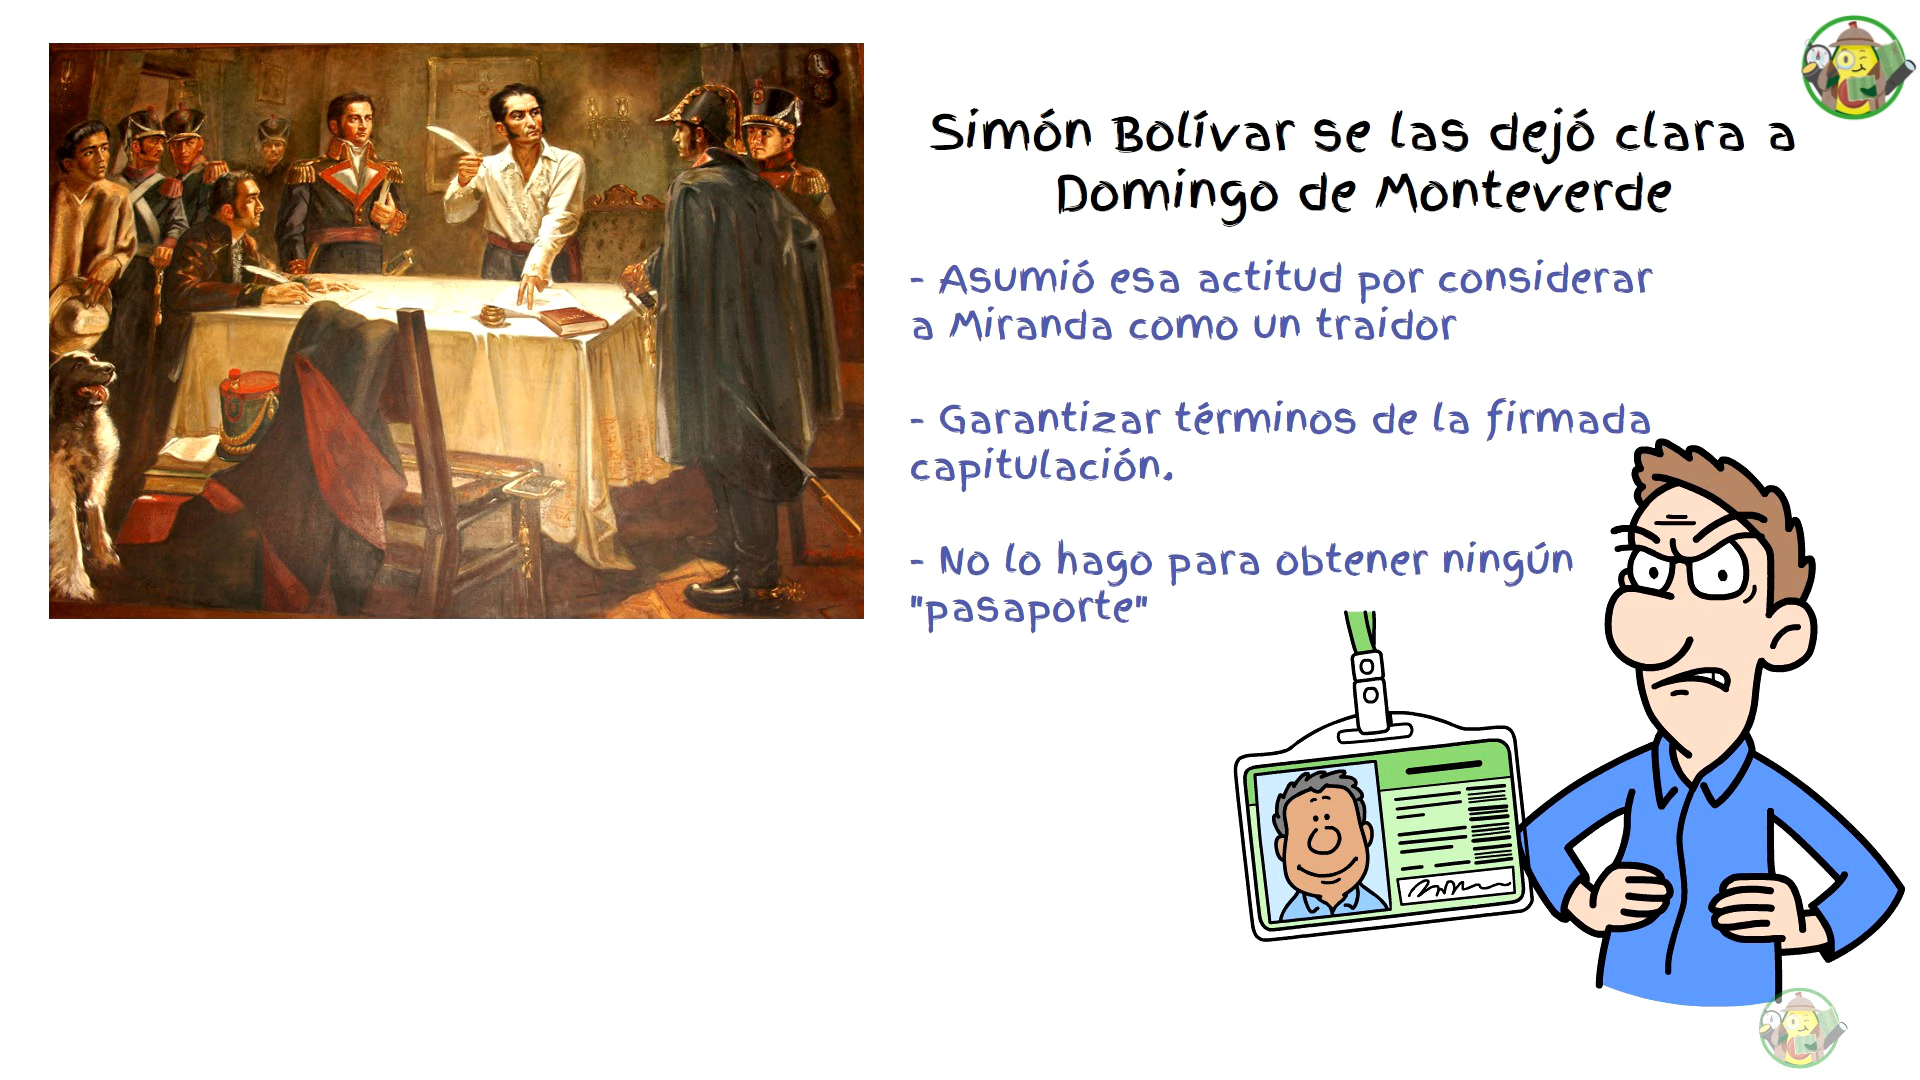 Simón Bolívar se las dejó clara a
Domingo de Monteverde
- Asumió esa actitud por considerar
a Miranda como un traidor
- Garantizar términos de la firmada
capitulación.
- No lo hago para obtener ningún
"pasaporte"